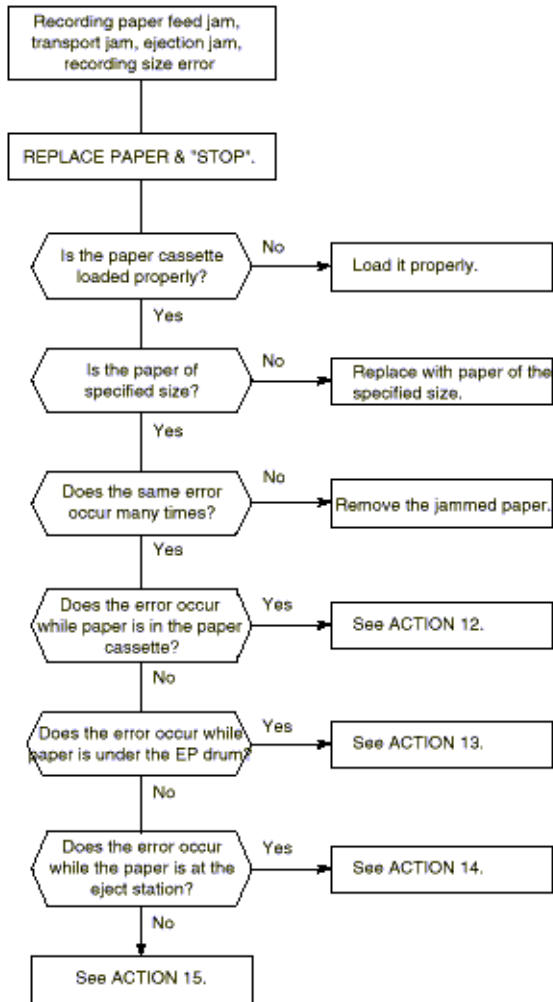 Recording paper feed jam,
transport jam, ejection jam,
recording size error
REPLACE PAPER & "STOP".
Is the paper cassette
loaded properly?
No
Load it properly.
Yes
Is the paper of
specified size?
No
Replace with paper of the
specified size.
Yes
Does the same error
occur many times?
No
Remove the jammed paper.
Yes
Does the error occur
while paper is in the paper
cassette?
Yes
See ACTION 12.
No
Does the error occur while
paper is under the EP drum?
Yes
See ACTION 13.
No
Does the error occur
while the paper is at the
eject station?
Yes
See ACTION 14.
No
See ACTION 15.